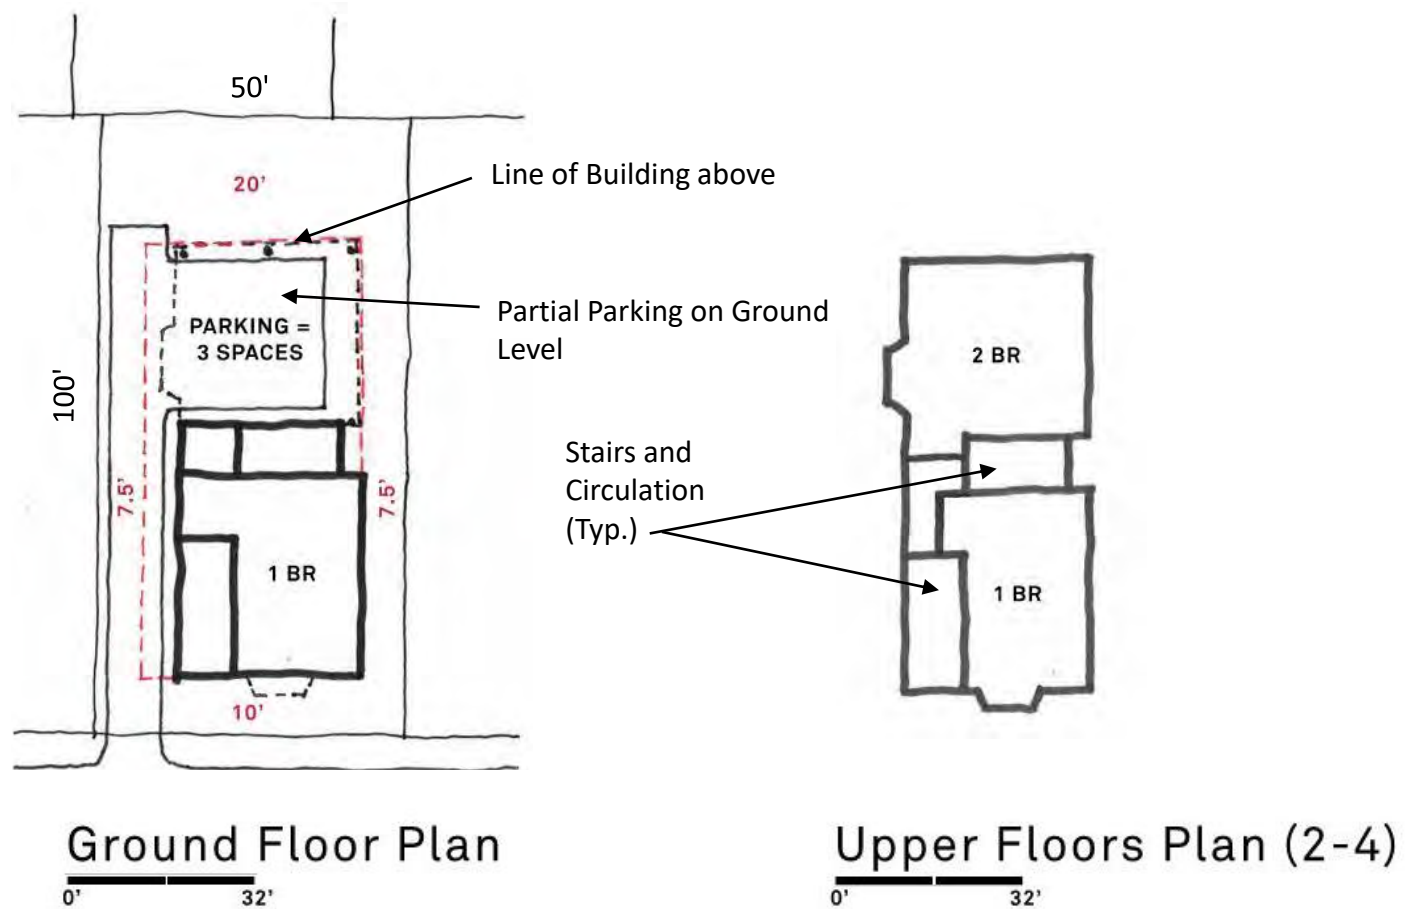 50'
20'
Line of Building above
Partial Parking on Ground
Level
PARKING =
3 SPACES
100'
7.5'
7.5'
1 BR
10'
Stairs and
Circulation
(Typ.)
2 BR
1 BR
Ground Floor Plan
0'
32'
Upper Floors Plan (2-4)
0'
32'